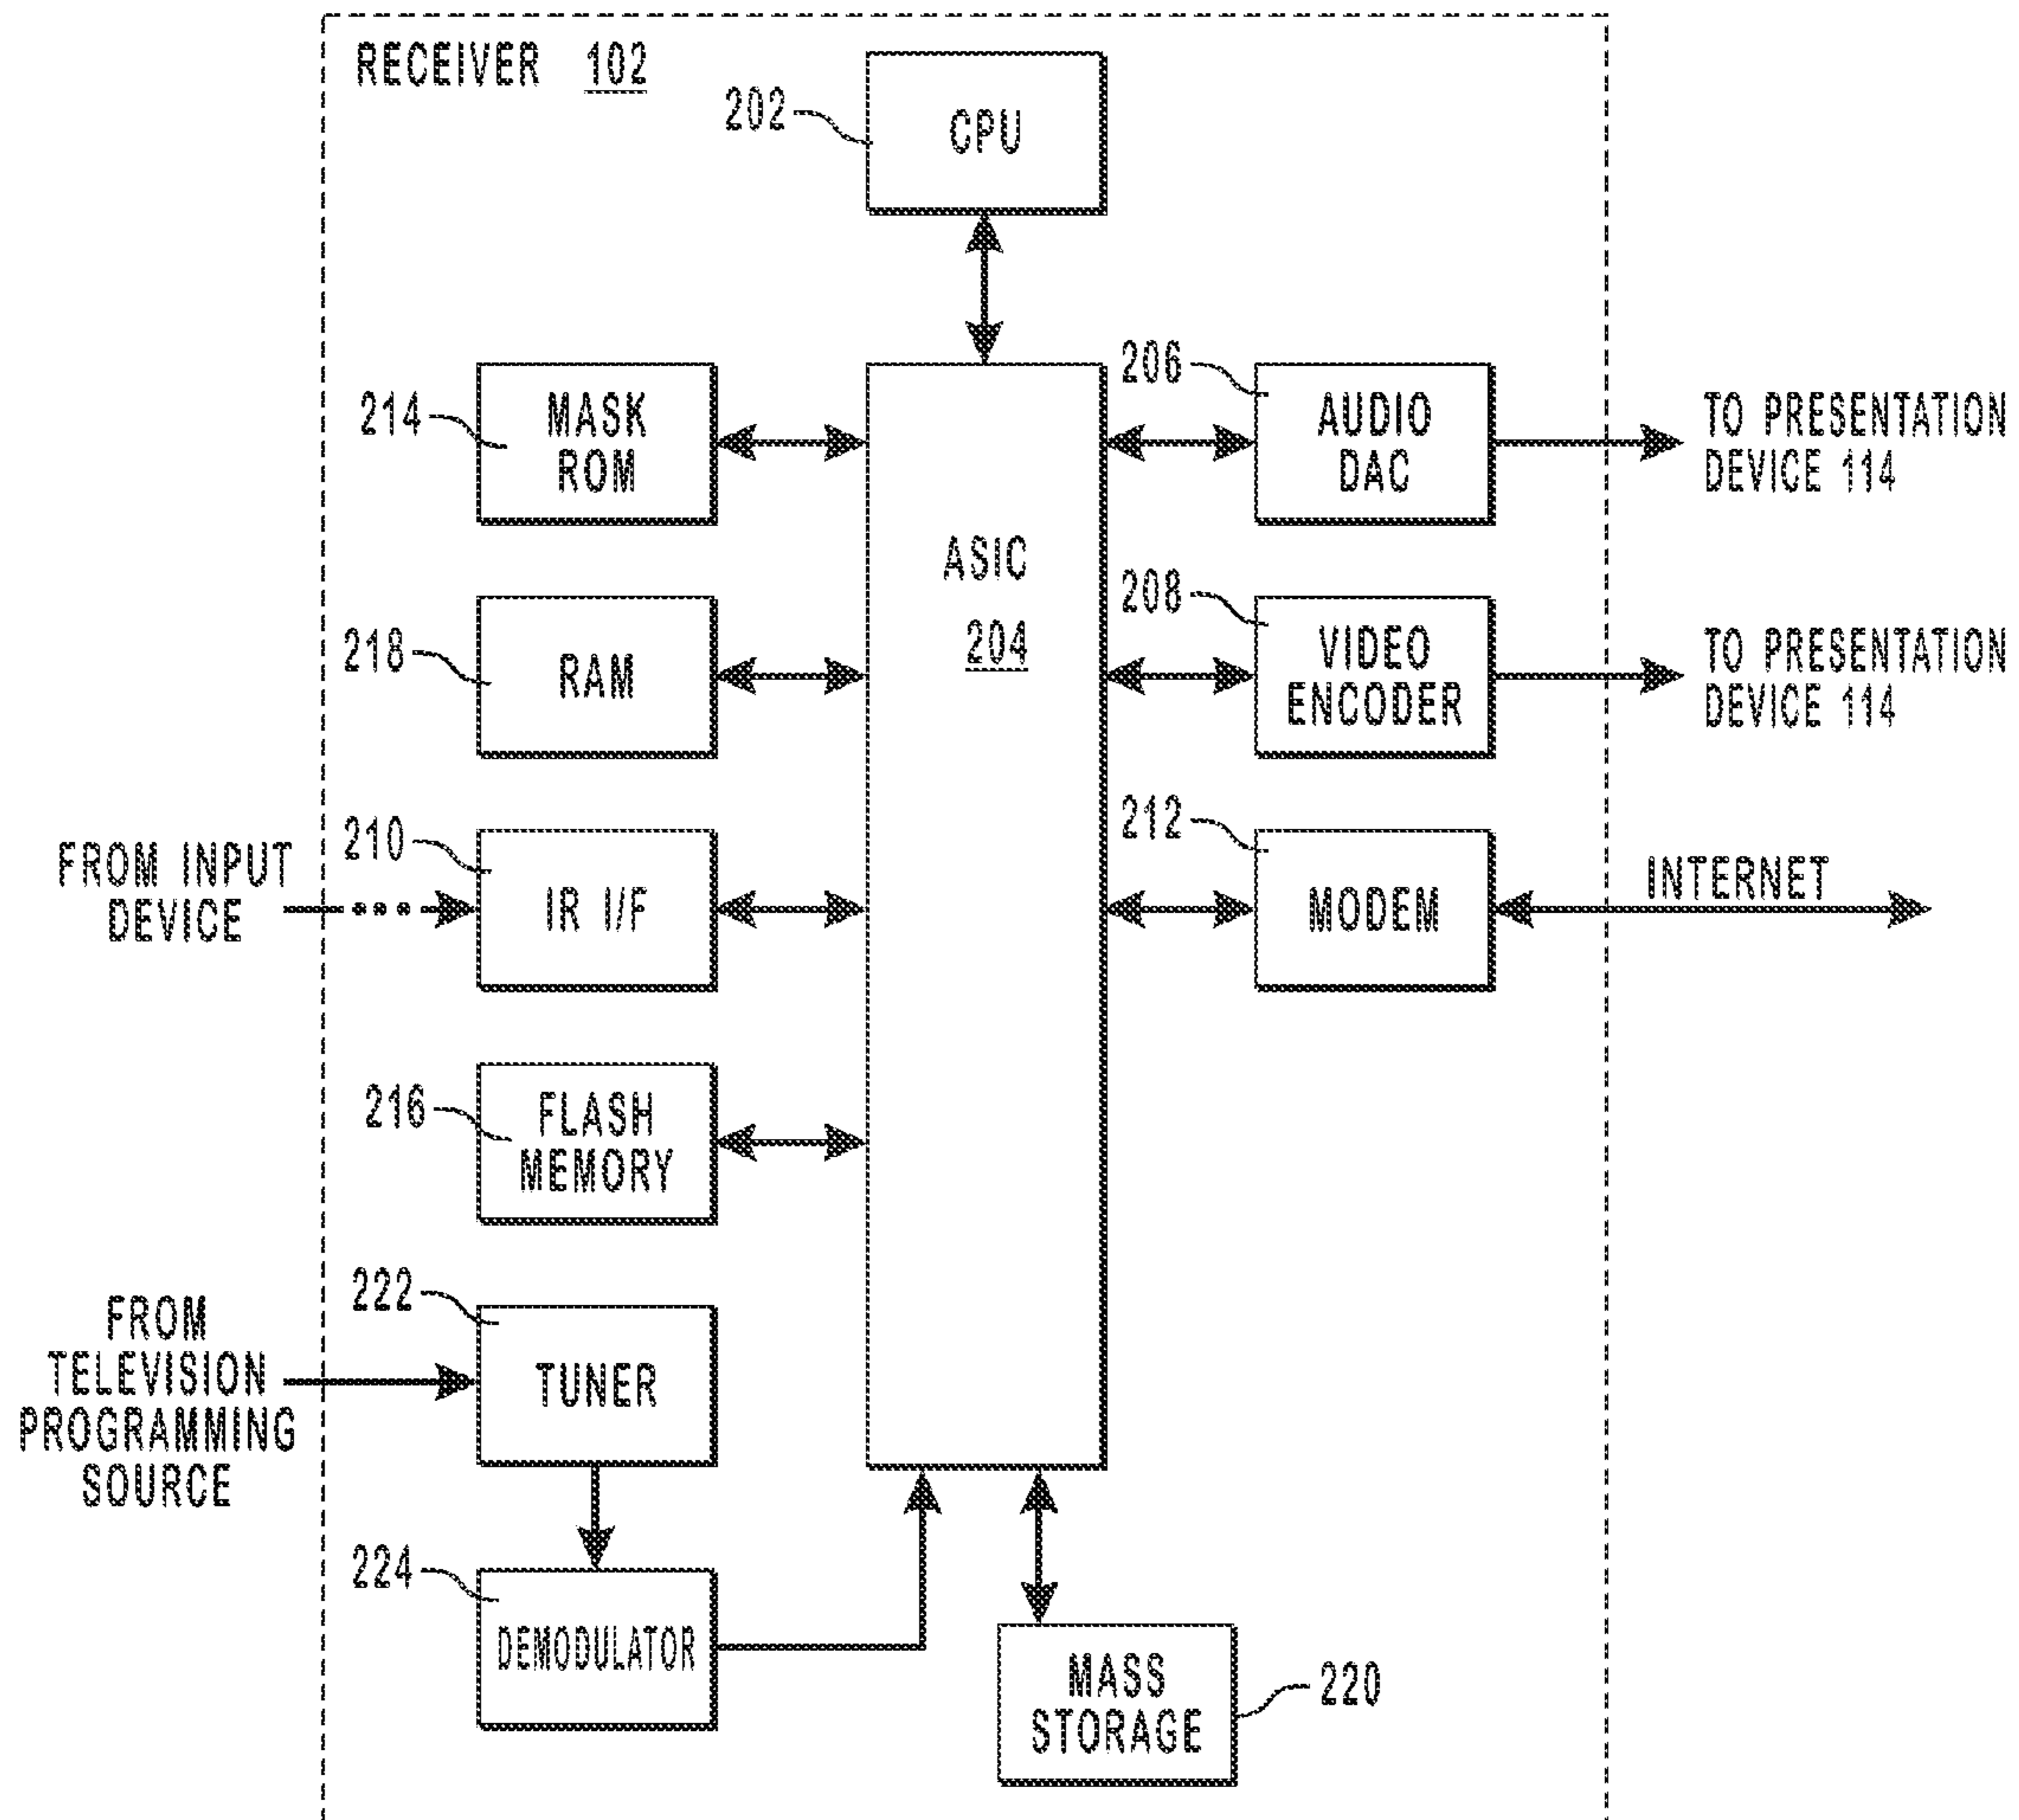 RECEIVER 102
202
CPU
214
MASK
ROM
206
AUDIO
DAC
TO PRESENTATION
DEVICE 114
ASIC
204
218
RAM
208
VIDEO
ENCODER
TO PRESENTATION
DEVICE 114
FROM INPUT
DEVICE
210
IR I/F
212
MODEM
INTERNET
216
FLASH
MEMORY
FROM
TELEVISION
PROGRAMMING
SOURCE
222
TUNER
224
DEMODULATOR
MASS
STORAGE
220